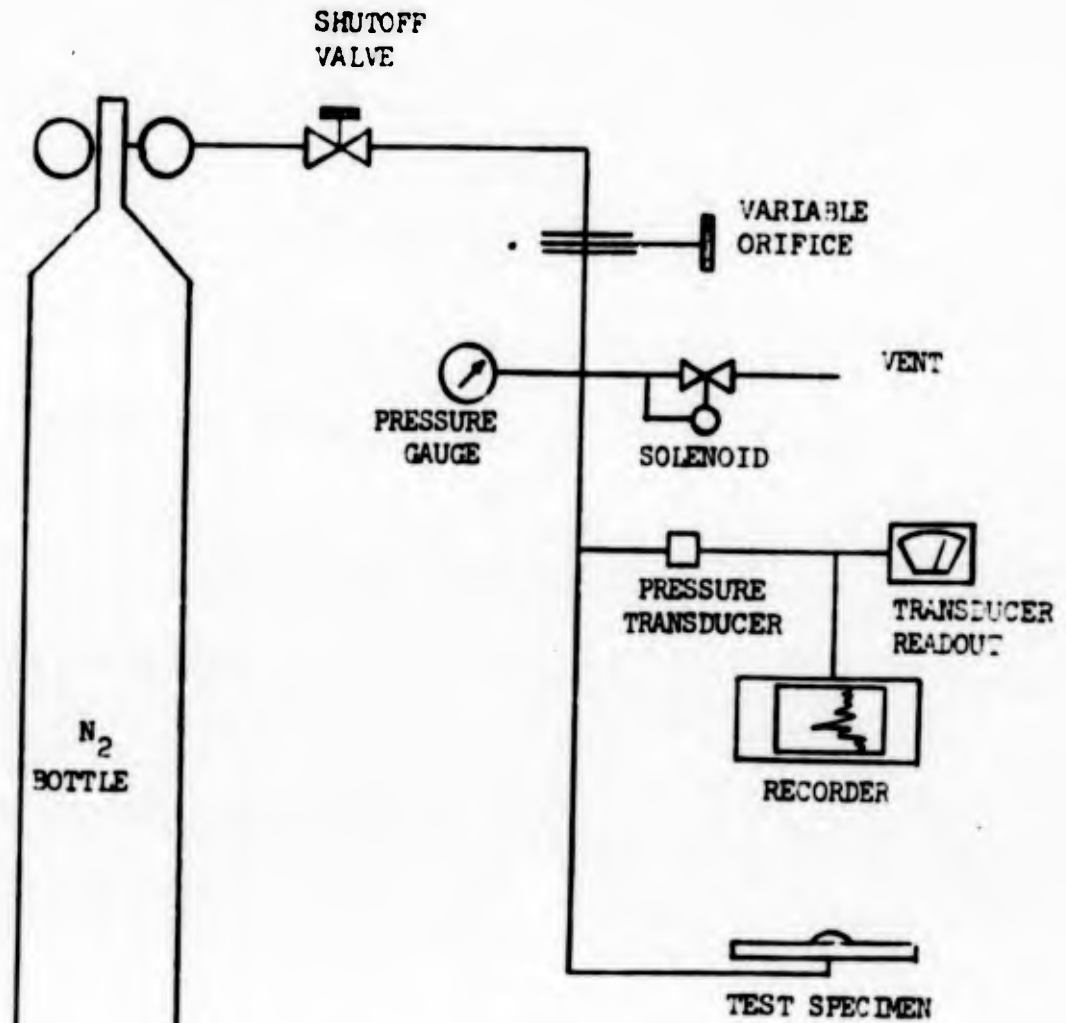 SHUTOFF
VALVE
VARIABLE
ORIFICE
VENT
PRESSURE
GAUGE
SOLENOID
PRESSURE
TRANSDUCER
TRANSDUCER
READOUT
N2
BOTTLE
RECORDER
TEST SPECIMEN